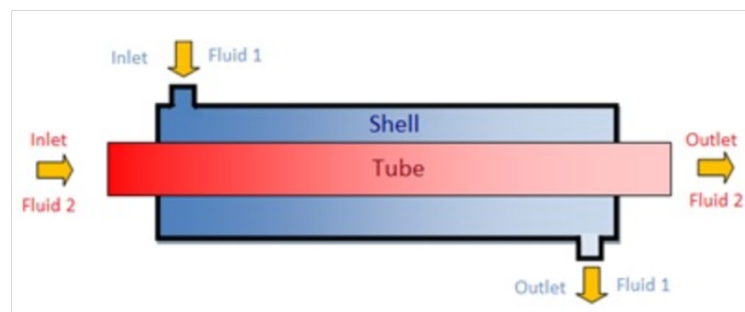 Inlet
Fluid 1
Shell
Inlet
Outlet
Tube
Fluid 2
Fluid 2
Outlet
Fluid 1